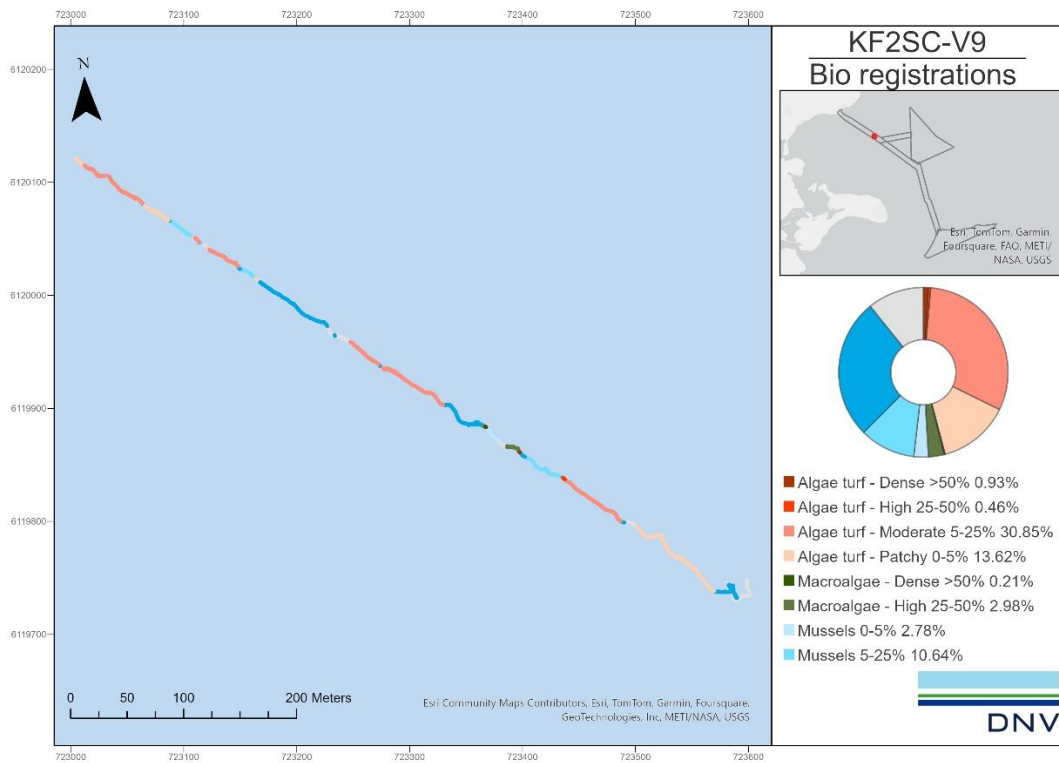 723000 723100 723200 723300 723400 723500 723600
KF2SC-V9
Bio registrations
6120200
N
Esri, TomTom, Garmin,
Foursquare, FAO, METI/
NASA, USGS
6120100
6120000
6119900
6119800
6119700
Algae turf - Dense >50% 0.93%
Algae turf - High 25-50% 0.46%
Algae turf - Moderate 5-25% 30.85%
Algae turf - Patchy 0-5% 13.62%
Macroalgae - Dense >50% 0.21%
Macroalgae - High 25-50% 2.98%
Mussels 0-5% 2.78%
Mussels 5-25% 10.64%
0 50 100 200 Meters
Esri Community Maps Contributors, Esri, TomTom, Garmin, Foursquare,
GeoTechnologies, Inc, METI/NASA, USGS
DNV
723000 723100 723200 723300 723400 723500 723600